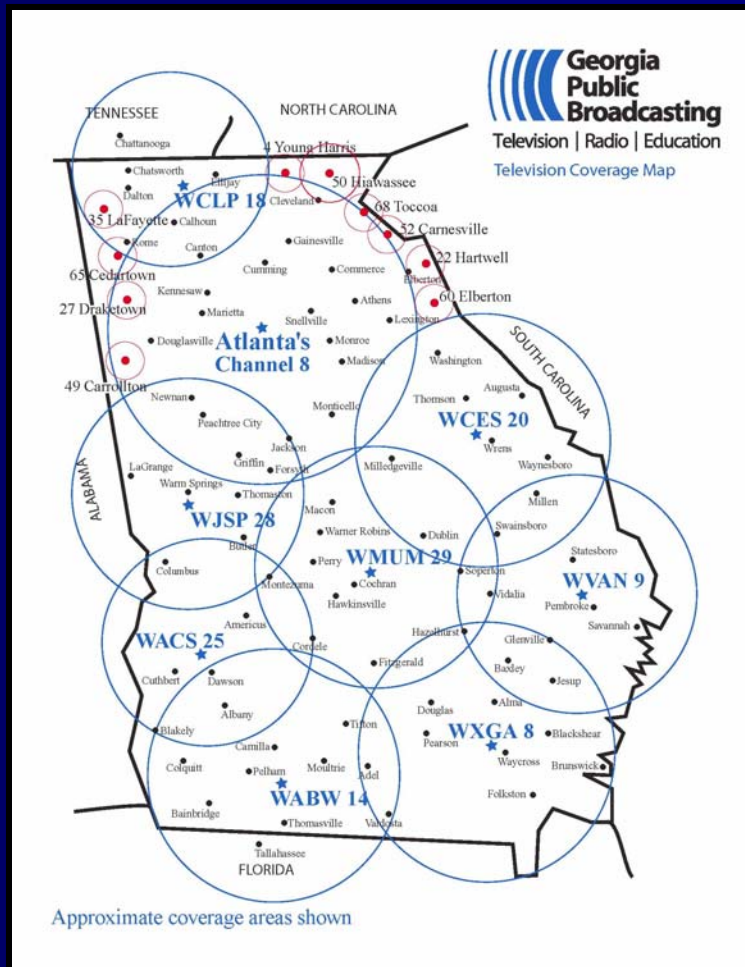 Georgia
Public
Broadcasting
Television | Radio | Education
Television Coverage Map
TENNESSEE
NORTH CAROLINA
Chattanooga
4 Young Harris
Chatsworth
Ellijay
50 Hiawassee
Dalton
WCLP 18
Cleveland
68 Toccoa
35 LaFayette
Calhoun
52 Carnesville
Rome
Canton
Gainesville
22 Hartwell
65 Cedartown
Cumming
Commerce
Elberton
Kennesaw
60 Elberton
27 Draketown
Marietta
Snellville
Athens
Lexington
Atlanta's
Channel 8
Douglasville
Monroe
SOUTH CAROLINA
49 Carrollton
Madison
Washington
Newnan
Thomson
Augusta
Peachtree City
Monticello
WCES 20
Wrens
Jackson
Griffin
Forsyth
Milledgeville
Waynesboro
ALABAMA
LaGrange
Warm Springs
Thomaston
Millen
WJSP 28
Macon
Warner Robins
Dublin
Swainsboro
Butler
Statesboro
Columbus
Perry
WMUM 29
Soperton
WVAN 9
Montezuma
Cochran
Hawkinsville
Vidalia
Pembroke
Savannah
Americus
Cordele
Hazelhurst
Glenville
WACS 25
Fitzgerald
Baxley
Cuthbert
Dawson
Jesup
Albany
Douglas
Alma
Blakely
Tifton
WXGA 8
Camilla
Pearson
Blackshear
Colquitt
Pelham
Moultrie
Adel
Waycross
Brunswick
WABW 14
Folkston
Bainbridge
Thomasville
Valdosta
Tallahassee
FLORIDA
Approximate coverage areas shown